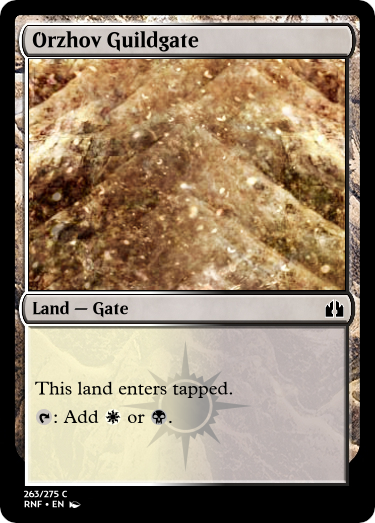 Orzhov Guildgate
Land — Gate
This land enters tapped.
: Add or .
263/275 C
RNF • EN